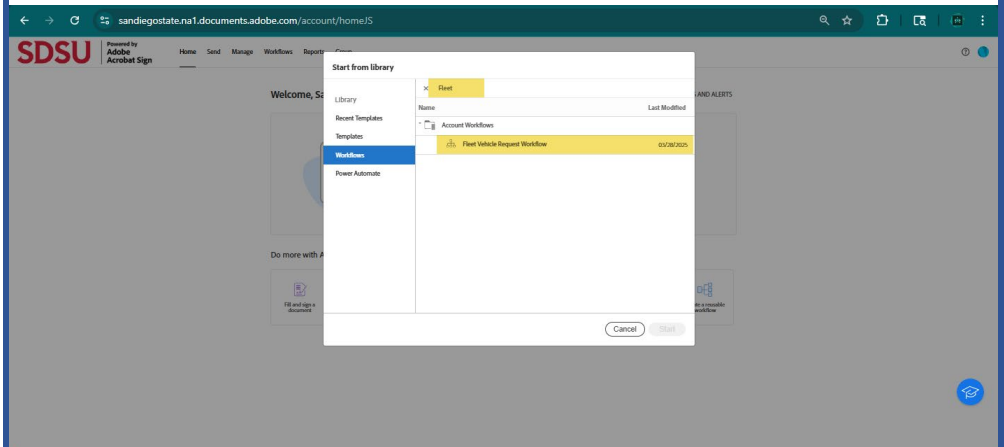 sandiegostate.na1.documents.adobe.com/account/homeJS
SDSU
Powered by
Adobe
Acrobat Sign
Home Send Manage Workflows Reports
Start from library
Welcome,
AND ALERTS
Library
Recent Templates
Templates
Workflows
Power Automate
× Fleet
Name Last Modified
Account Workflows
Fleet Vehicle Request Workflow 03/28/2025
Do more with
Fill and sign a
document
reusable
workflow
Cancel Start